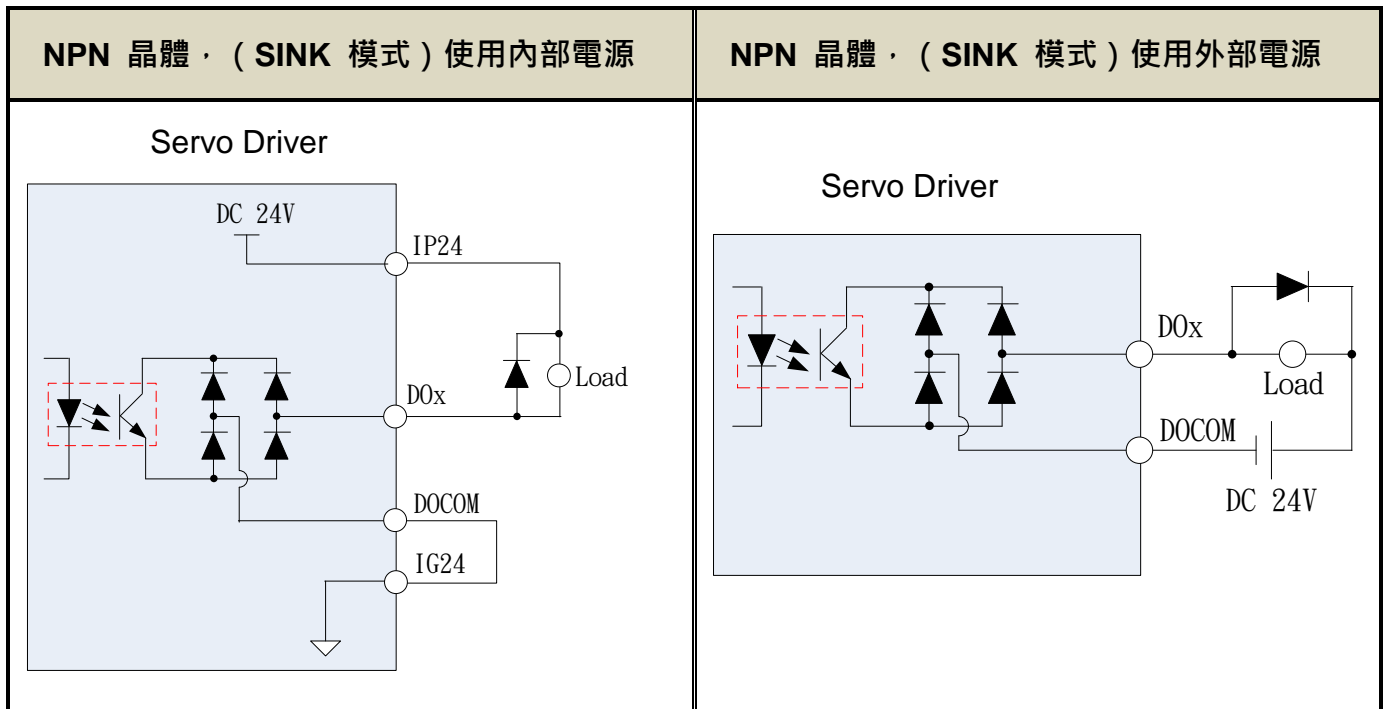 NPN 晶體，（SINK 模式）使用內部電源
NPN 晶體，（SINK 模式）使用外部電源
Servo Driver
DC 24V
IP24
DOx
Load
DOCOM
IG24
Servo Driver
DOx
Load
DOCOM
DC 24V